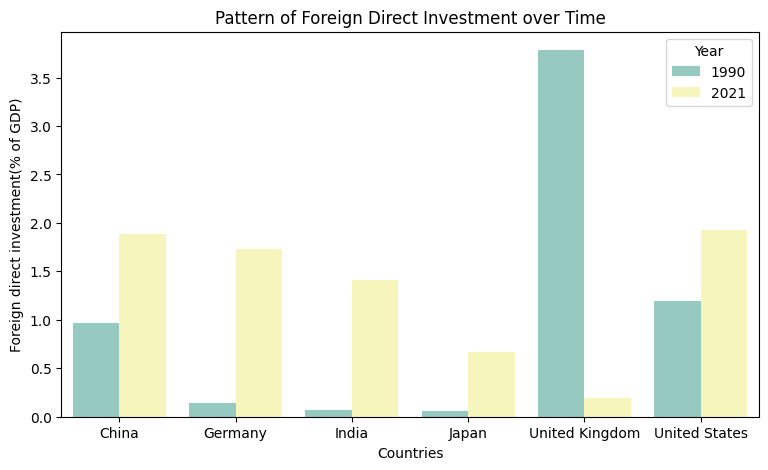 Pattern of Foreign Direct Investment over Time
Year
1990
2021
Foreign direct investment(% of GDP)
3.5
3.0
2.5
2.0
1.5
1.0
0.5
0.0
China Germany India Japan United Kingdom United States
Countries